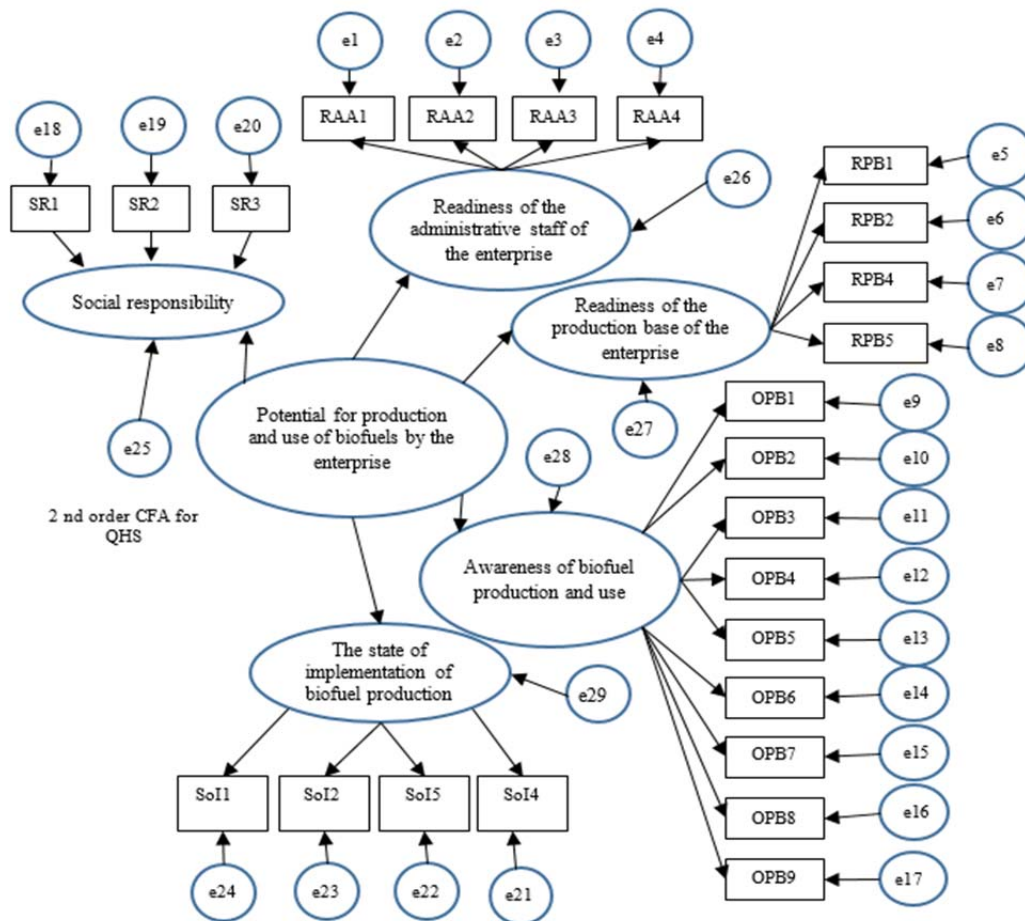 e1
e2
e3
e4
RAA1
RAA2
RAA3
RAA4
e18
e19
e20
SR1
SR2
SR3
Social responsibility
e25
Readiness of the
administrative staff of
the enterprise
e26
RPB1
e5
RPB2
e6
RPB4
e7
RPB5
e8
Readiness of the
production base of the
enterprise
e27
Potential for production
and use of biofuels by the
enterprise
2 nd order CFA for
QHS
e28
Awareness of biofuel
production and use
OPB1
e9
OPB2
e10
OPB3
e11
OPB4
e12
OPB5
e13
OPB6
e14
OPB7
e15
OPB8
e16
OPB9
e17
The state of
implementation of
biofuel production
e29
SoI1
SoI2
SoI5
SoI4
e24
e23
e22
e21